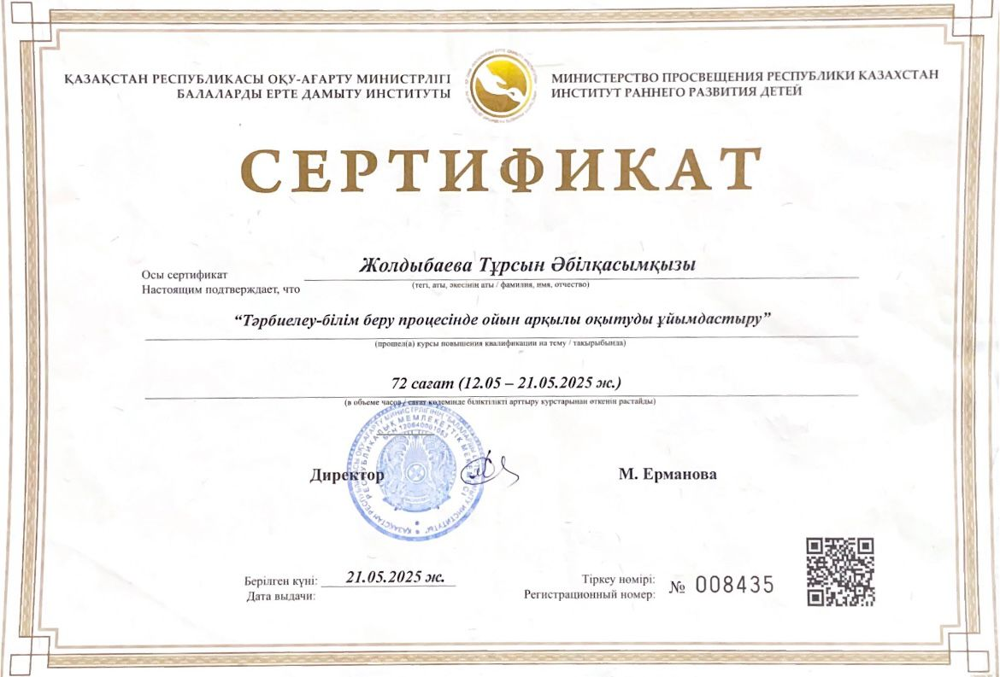 ҚАЗАҚСТАН РЕСПУБЛИКАСЫ ОҚУ-АҒАРТУ МИНИСТРЛІГІ
БАЛАЛАРДЫ ЕРТЕ ДАМЫТУ ИНСТИТУТЫ
МИНИСТЕРСТВО ПРОСВЕЩЕНИЯ РЕСПУБЛИКИ КАЗАХСТАН
ИНСТИТУТ РАННЕГО РАЗВИТИЯ ДЕТЕЙ
СЕРТИФИКАТ
Осы сертификат
Настоящим подтверждает, что
Жолдыбаева Тұрсын Әбілқасымқызы
(тегі, аты, әкесінің аты / фамилия, имя, отчество)
“Тәрбиелеу-білім беру процесінде ойын арқылы оқытуды ұйымдастыру”
(прошел(а) курсы повышения квалификации на тему / тақырыбында)
72 сағат (12.05 – 21.05.2025 ж.)
(в объеме часов / сағат көлемінде біліктілікті арттыру курстарынан өткенін растайды)
РЕСПУБЛИКАЛЫҚ МЕМЛЕКЕТТІК
Директор
М. Ерманова
Берілген күні: 21.05.2025 ж.
Дата выдачи:
Тіркеу нөмірі:
Регистрационный номер:
№ 008435